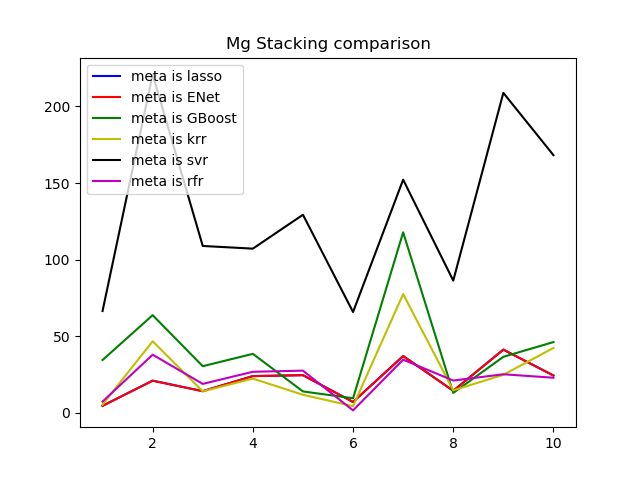 Mg Stacking comparison
meta is lasso
meta is ENet
meta is GBoost
meta is krr
meta is svr
meta is rfr
200
150
100
50
0
2 4 6 8 10